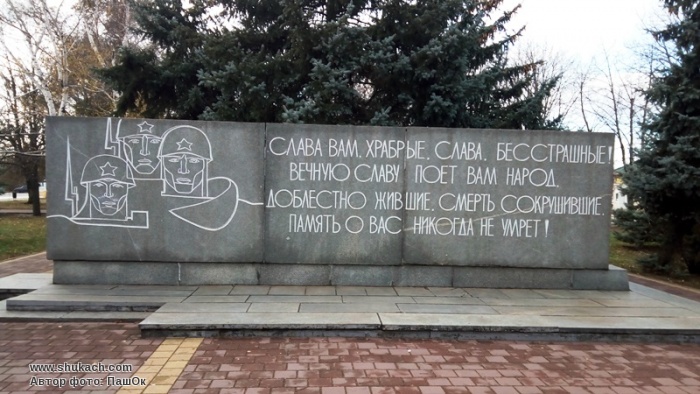 СЛАВА ВАМ, ХРАБРЫЕ, СЛАВА, БЕССТРАШНЫЕ!
ВЕЧНУЮ СЛАВУ ПОЕТ ВАМ НАРОД.
ДОБЛЕСТНО ЖИВШИЕ, СМЕРТЬ СОКРУШИВШИЕ,
ПАМЯТЬ О ВАС НИКОГДА НЕ УМРЕТ!
www.shukach.com
Автор фото: ПашОк